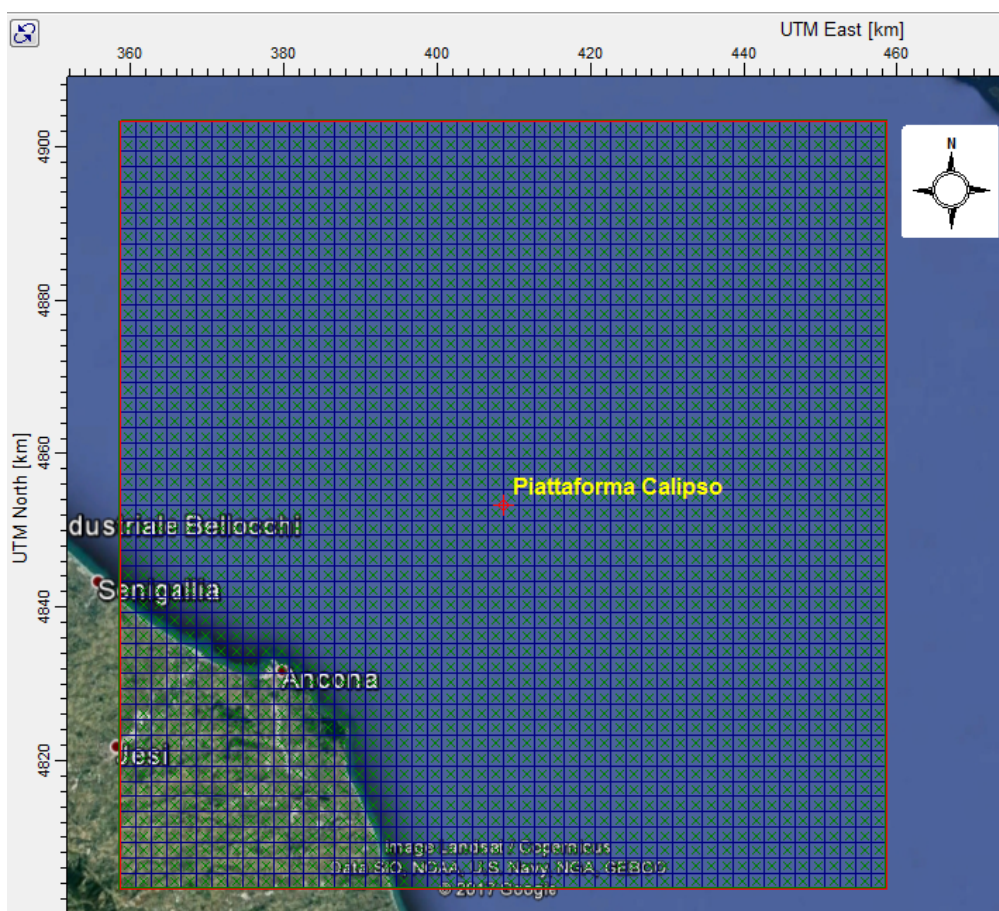 UTM East [km]
360 380 400 420 440 460
N
4900
4880
4860
4840
4820
UTM North [km]
Piattaforma Calipso
dustriale Bellocchi
Senigallia
Ancona
Jesi
Image Landsat / Copernicus
Data SIO, NOAA, U.S. Navy, NGA, GEBCO
© 2017 Google